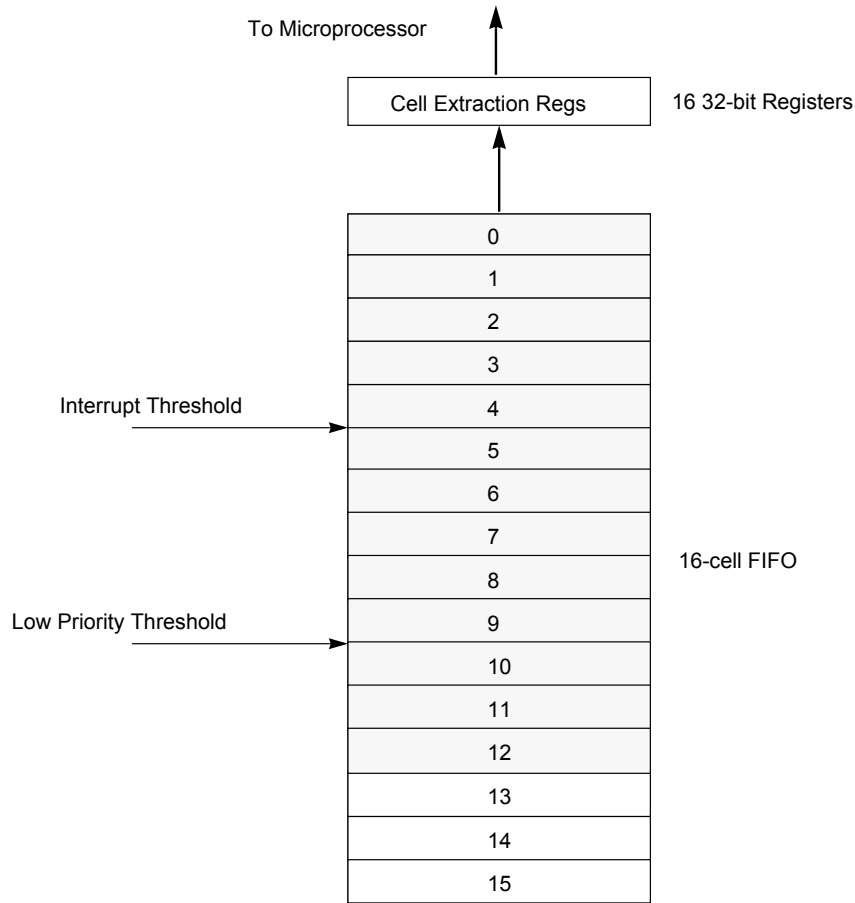 To Microprocessor
Cell Extraction Regs
16 32-bit Registers
0
1
2
3
Interrupt Threshold
4
5
6
7
16-cell FIFO
8
Low Priority Threshold
9
10
11
12
13
14
15